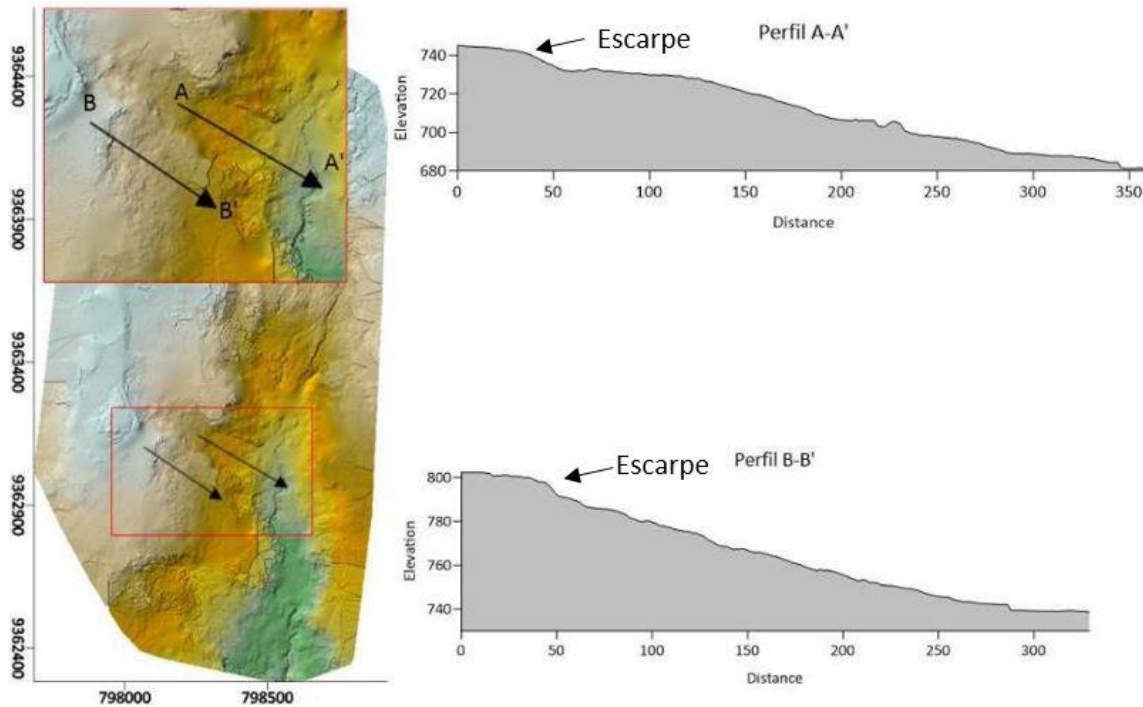 9364400
9363900
9363400
9362900
9362400
798000
798500
A
B
A'
B'
Escarpe
Perfil A-A'
Elevation
740
720
700
680
0
50
100
150
200
250
300
350
Distance
Escarpe
Perfil B-B'
Elevation
800
780
760
740
0
50
100
150
200
250
300
Distance